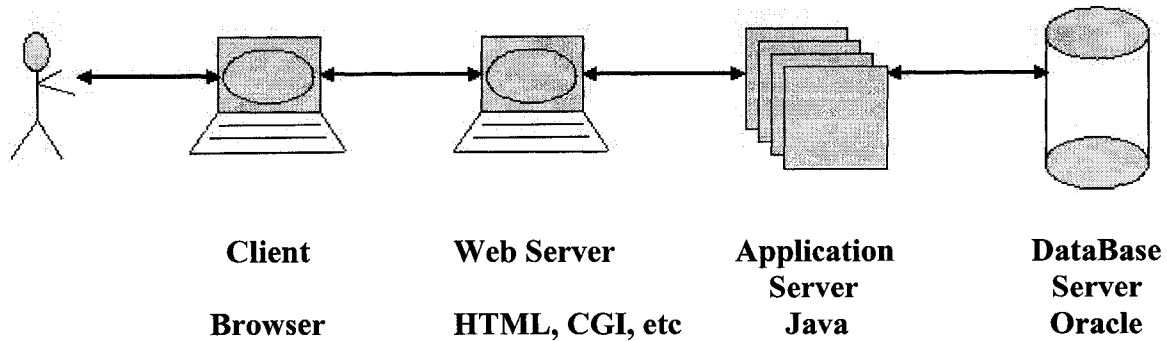 Client
Browser
Web Server
HTML, CGI, etc
Application
Server
Java
DataBase
Server
Oracle